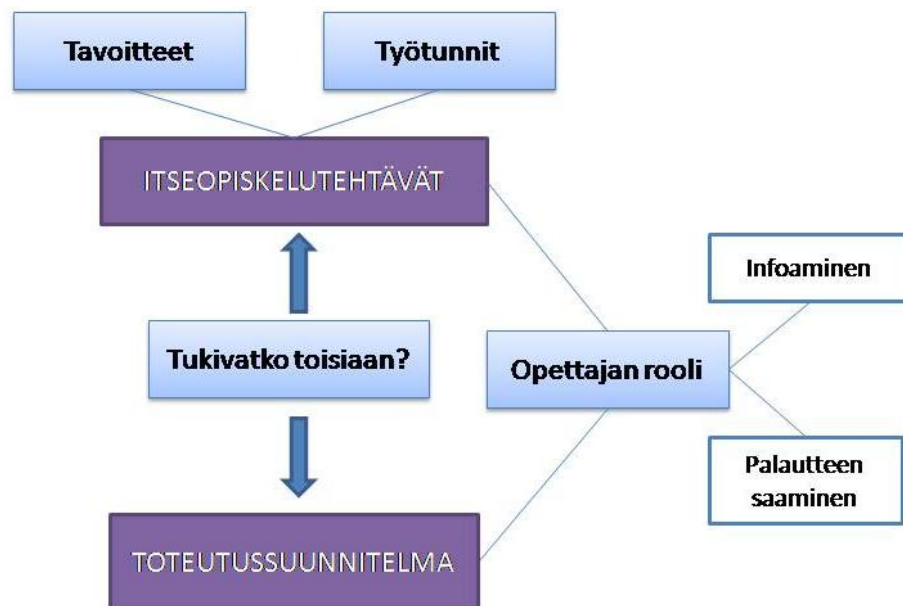 Tavoitteet
Työtunnit
ITSEOPISKELUTEHTÄVÄT
Infoaminen
Tukivatko toisiaan?
Opettajan rooli
Palautteen
saaminen
TOTEUTUSSUUNNITELMA